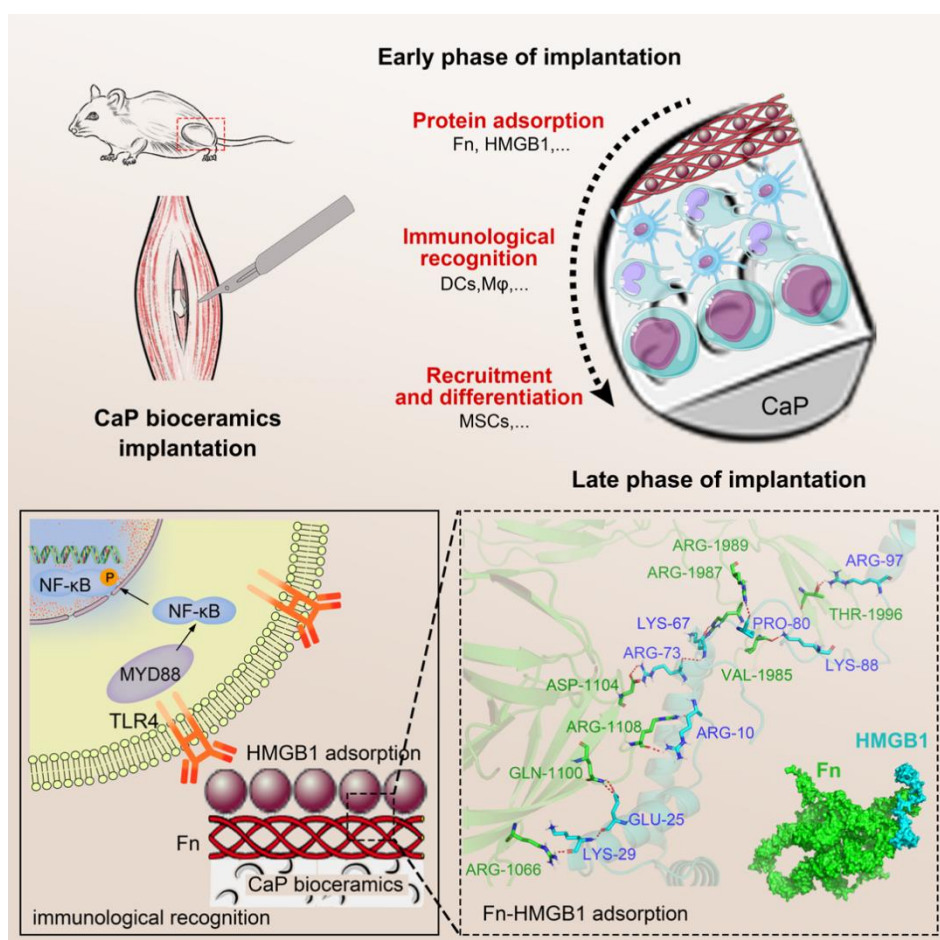 Early phase of implantation
Protein adsorption
Fn, HMGB1,...
Immunological
recognition
DCs,Mφ,...
Recruitment
and differentiation
MSCs,...
CaP
CaP bioceramics
implantation
Late phase of implantation
NF-κB
P
NF-κB
MYD88
TLR4
HMGB1 adsorption
Fn
CaP bioceramics
immunological recognition
ARG-1989
ARG-1987
ARG-97
LYS-67
PRO-80
THR-1996
ARG-73
VAL-1985
LYS-88
ASP-1104
ARG-1108
ARG-10
HMGB1
GLN-1100
Fn
GLU-25
LYS-29
ARG-1066
Fn-HMGB1 adsorption